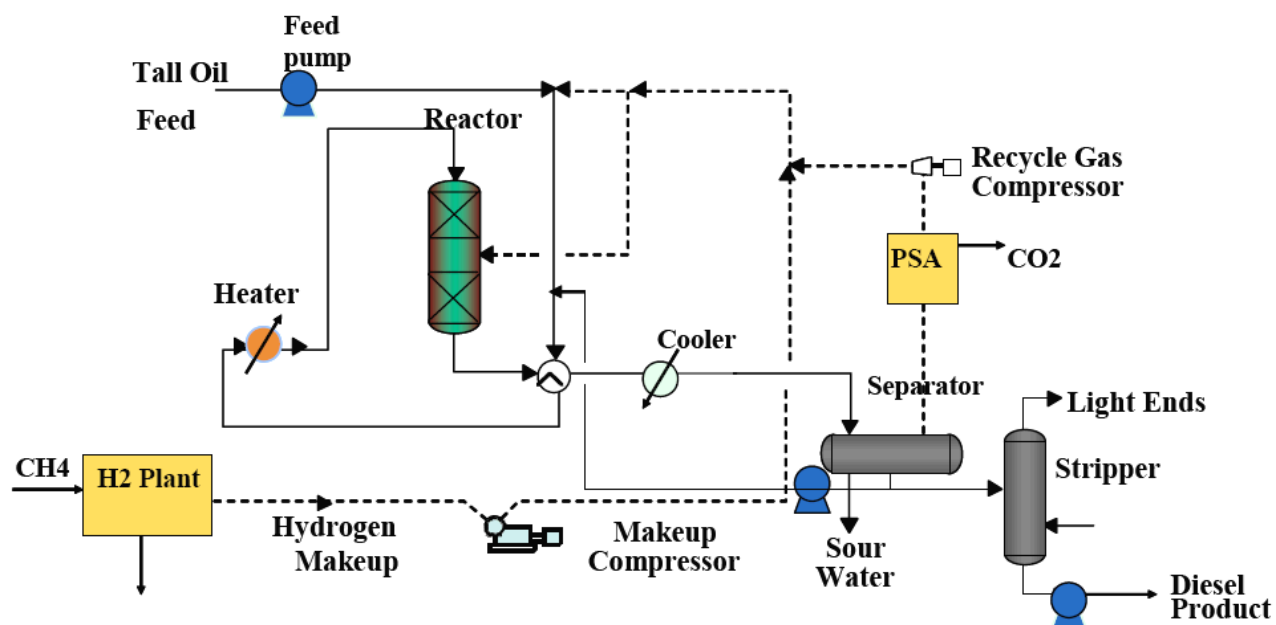 Feed
pump
Tall Oil
Feed
Reactor
Recycle Gas
Compressor
PSA
CO2
Heater
Cooler
Separator
Light Ends
CH4
H2 Plant
Stripper
Hydrogen
Makeup
Makeup
Compressor
Sour
Water
Diesel
Product